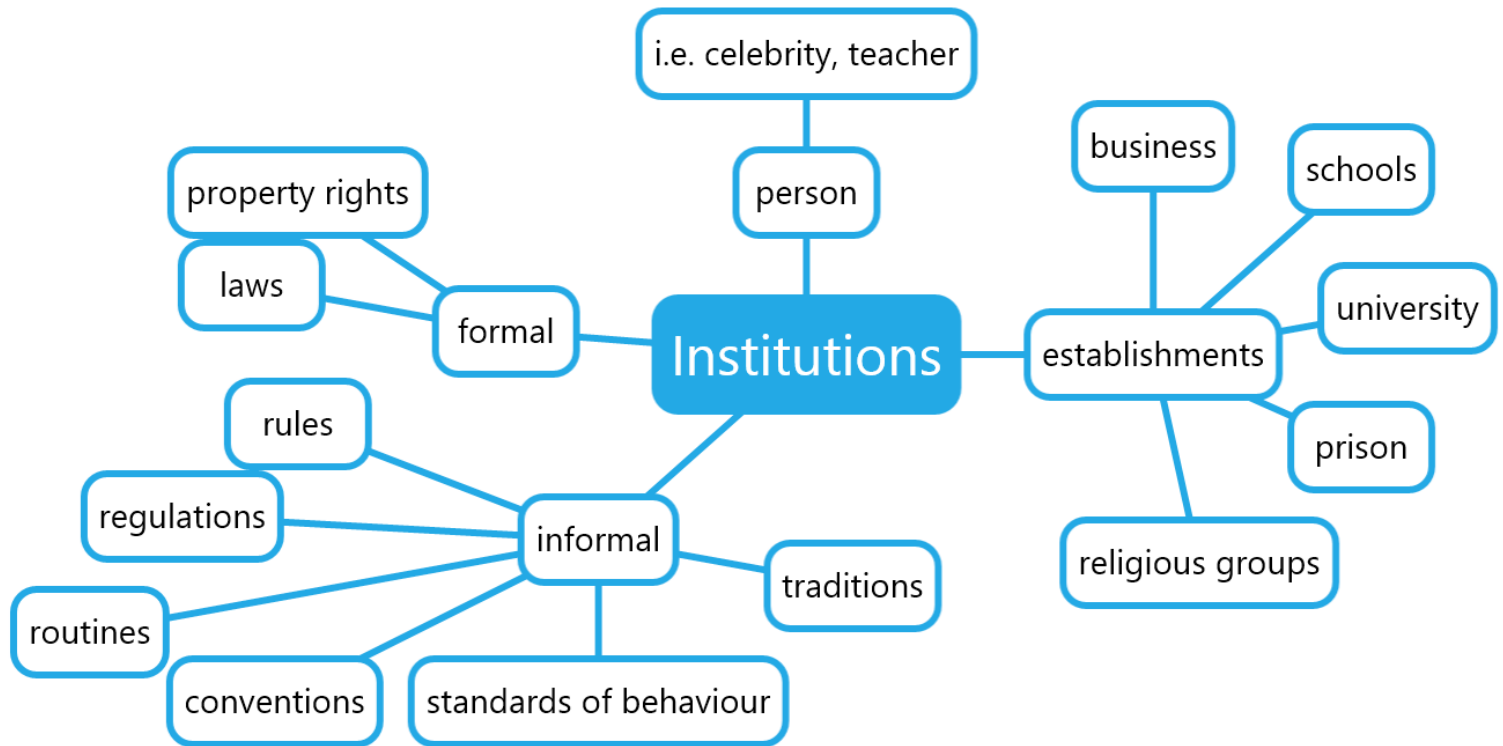 i.e. celebrity, teacher
person
property rights
laws
formal
Institutions
business
schools
university
establishments
prison
religious groups
rules
regulations
informal
routines
conventions
standards of behaviour
traditions